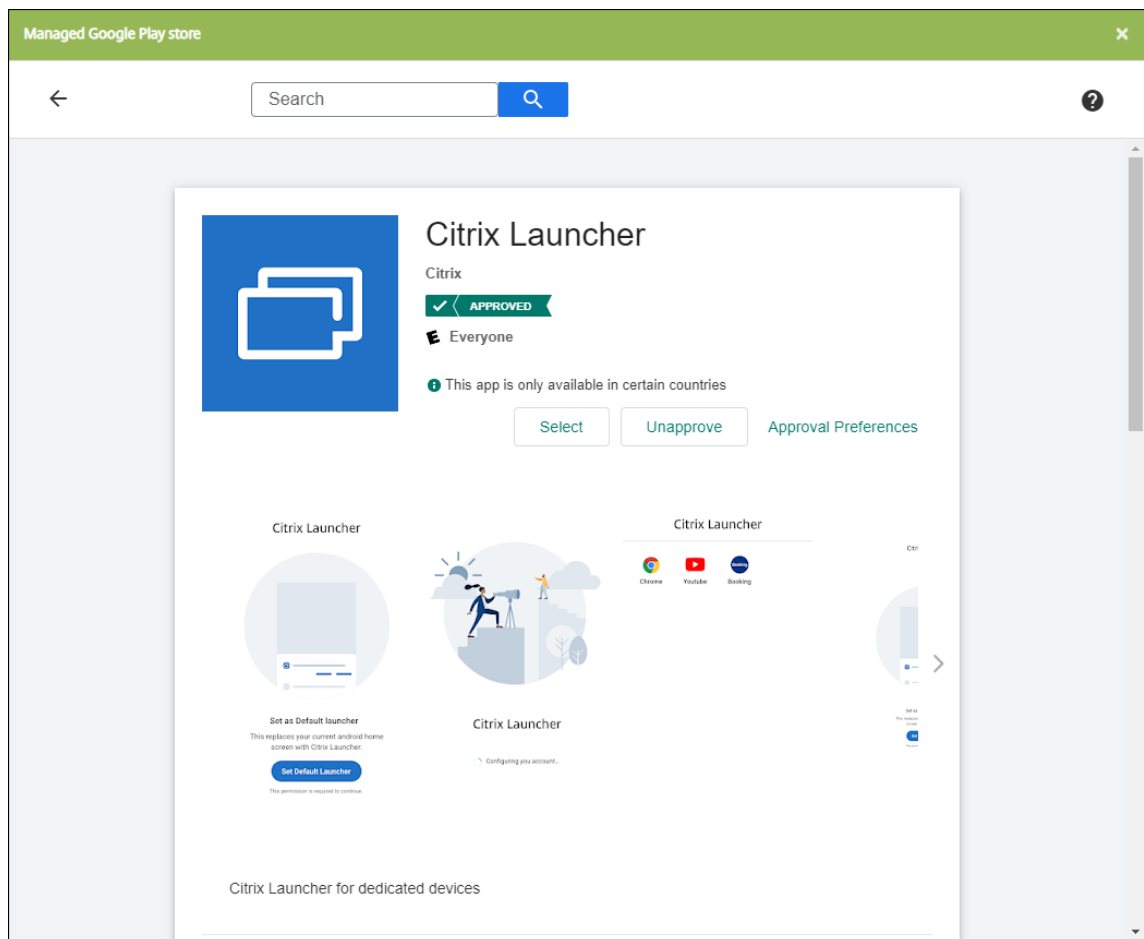 Managed Google Play store
Search
Citrix Launcher
Citrix
APPROVED
Everyone
This app is only available in certain countries
Select
Unapprove
Approval Preferences
Citrix Launcher
Set as Default launcher
This replaces your current android home
screen with Citrix Launcher.
Set Default Launcher
This permission is required to continue.
Citrix Launcher
Configuring you account...
Citrix Launcher
Chrome
Youtube
Booking
Citrix Launcher for dedicated devices